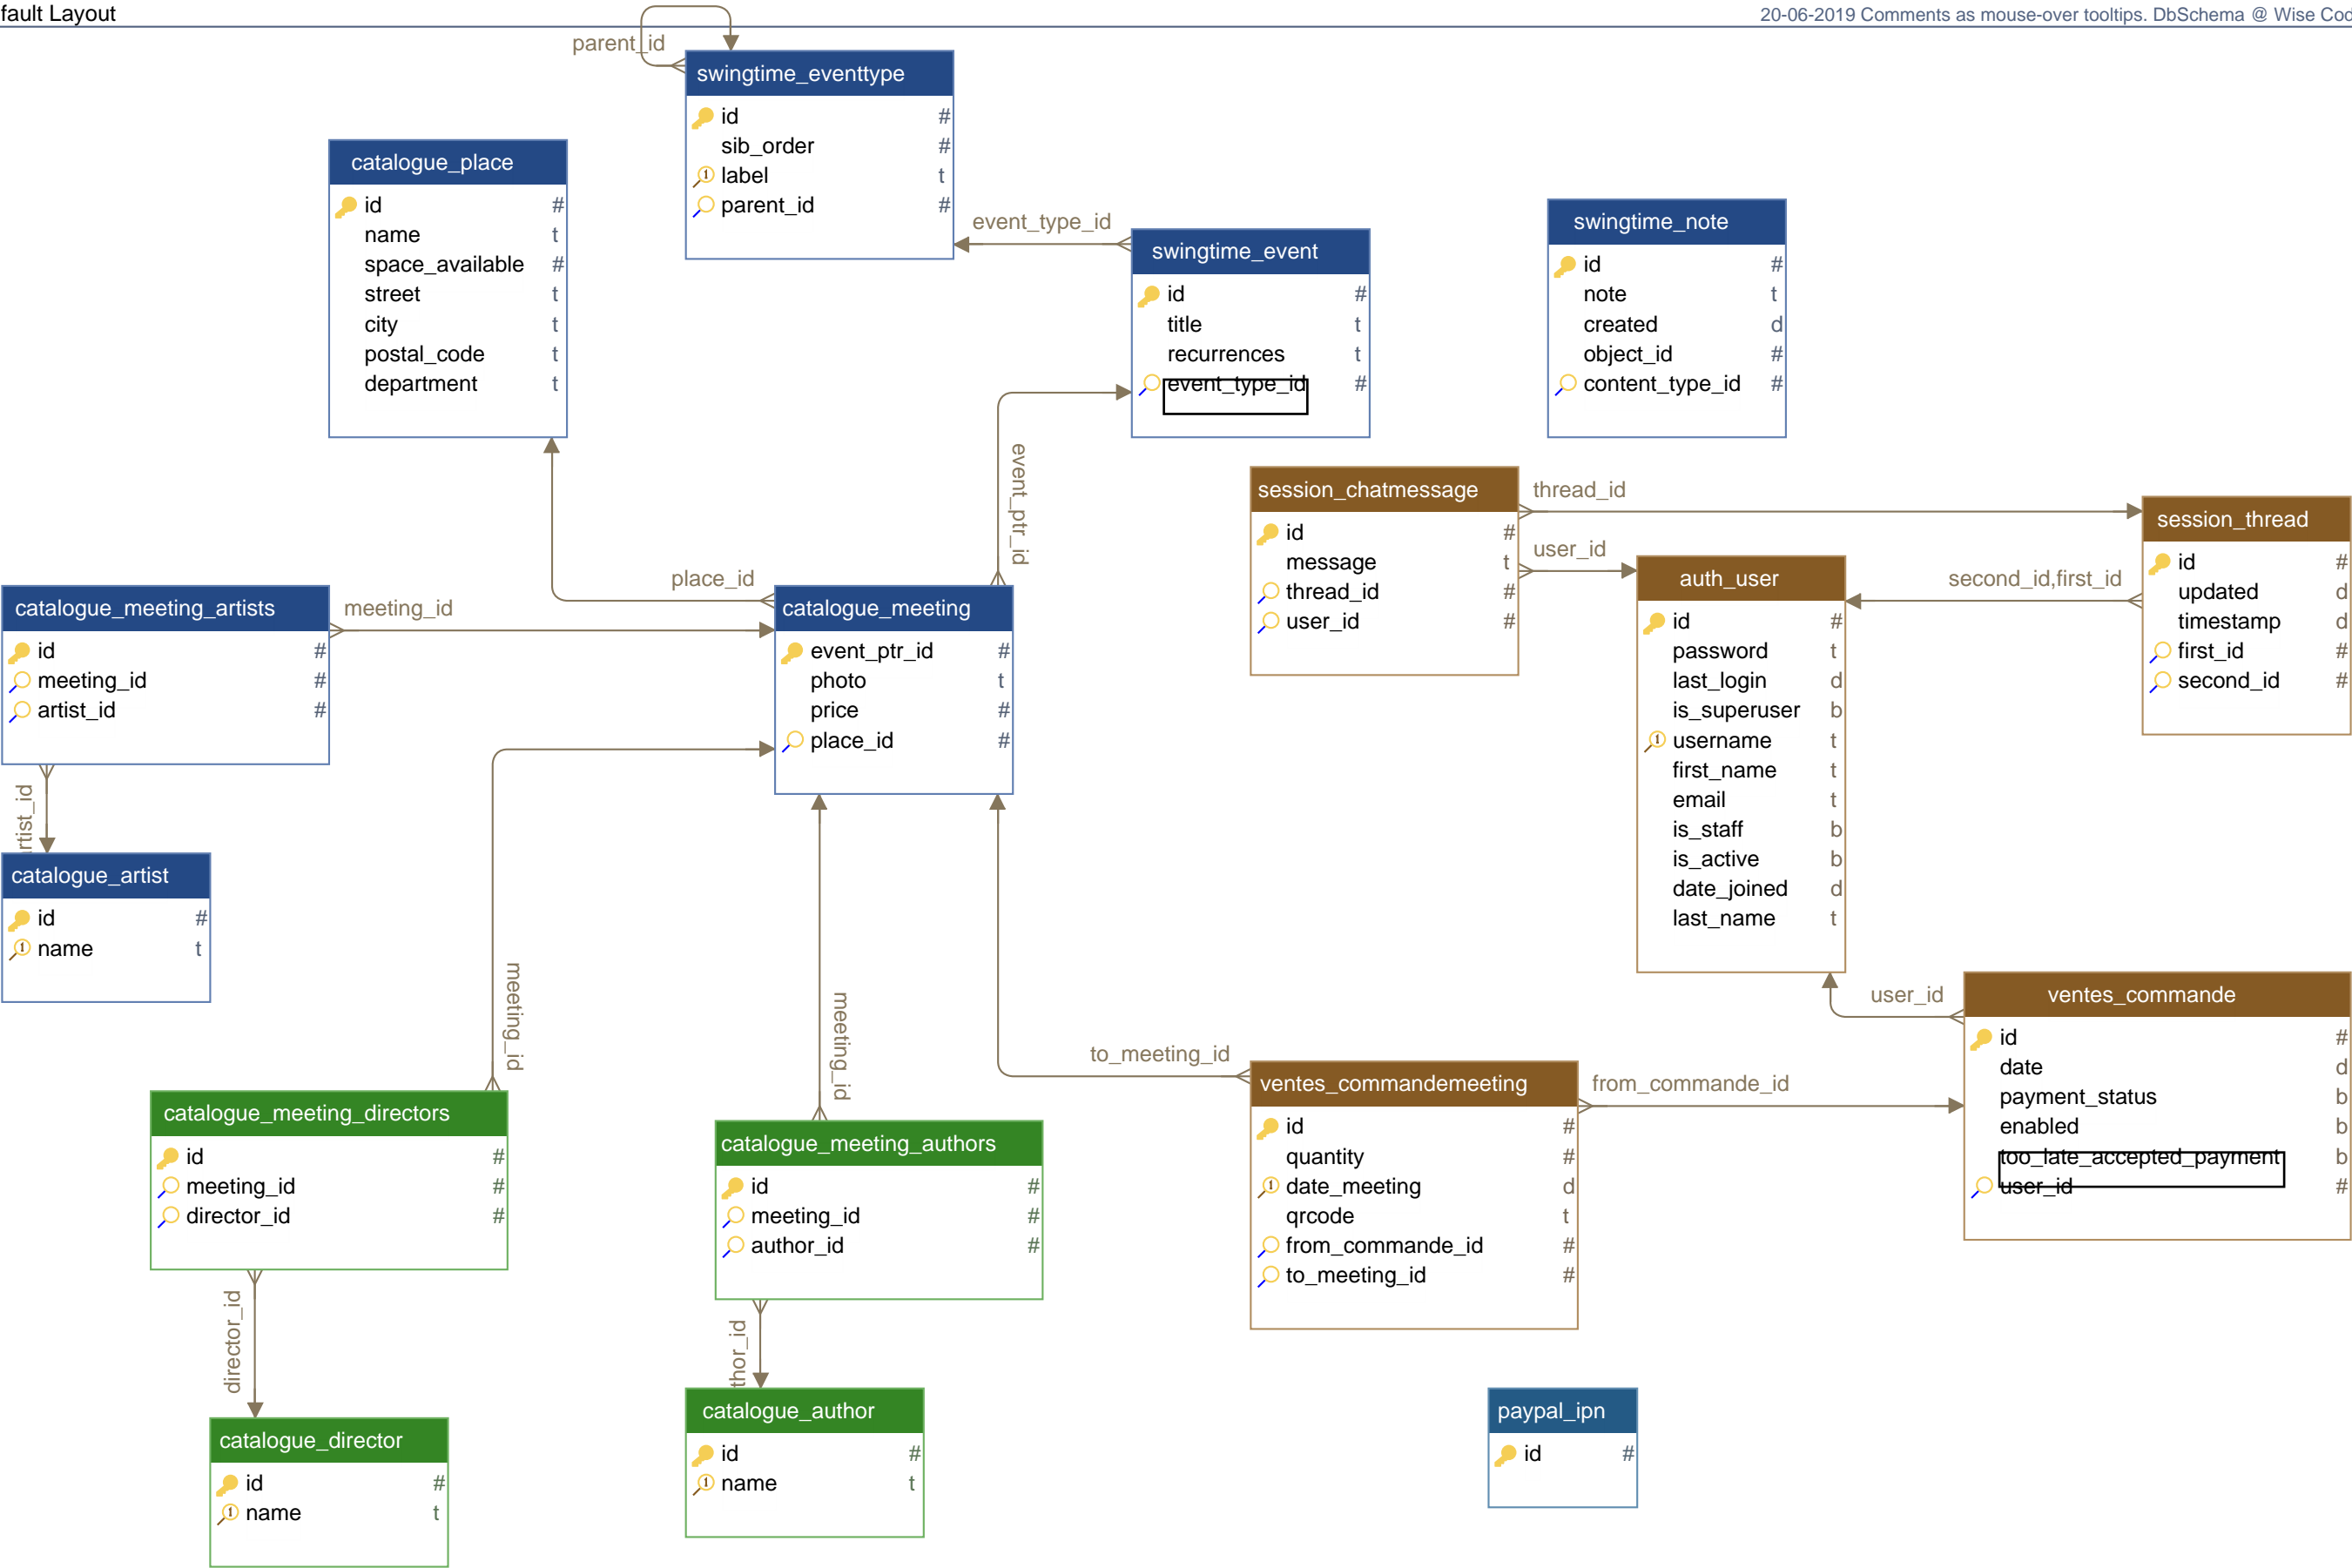 fault Layout
20-06-2019 Comments as mouse-over tooltips. DbSchema @ Wise Cod
parent_id
swingtime_eventtype
id #
sib_order #
label t
parent_id #
catalogue_place
id #
name t
space_available #
street t
city t
postal_code t
department t
event_type_id
swingtime_event
id #
title t
recurrences t
event_type_id #
swingtime_note
id #
note t
created d
object_id #
content_type_id #
event_ptr_id
session_chatmessage
id #
message t
thread_id #
user_id #
thread_id
user_id
session_thread
id #
updated d
timestamp d
first_id #
second_id #
second_id,first_id
auth_user
id #
password t
last_login d
is_superuser b
username t
first_name t
email t
is_staff b
is_active b
date_joined d
last_name t
place_id
catalogue_meeting_artists
id #
meeting_id #
artist_id #
meeting_id
catalogue_meeting
event_ptr_id #
photo t
price #
place_id #
rtist_id
catalogue_artist
id #
name t
meeting_id
meeting_id
user_id
ventes_commande
id #
date d
payment_status b
enabled b
too_late_accepted_payment b
user_id #
to_meeting_id
ventes_commandemeeting
id #
quantity #
date_meeting d
qrcode t
from_commande_id #
to_meeting_id #
from_commande_id
catalogue_meeting_directors
id #
meeting_id #
director_id #
catalogue_meeting_authors
id #
meeting_id #
author_id #
director_id
thor_id
catalogue_director
id #
name t
catalogue_author
id #
name t
paypal_ipn
id #